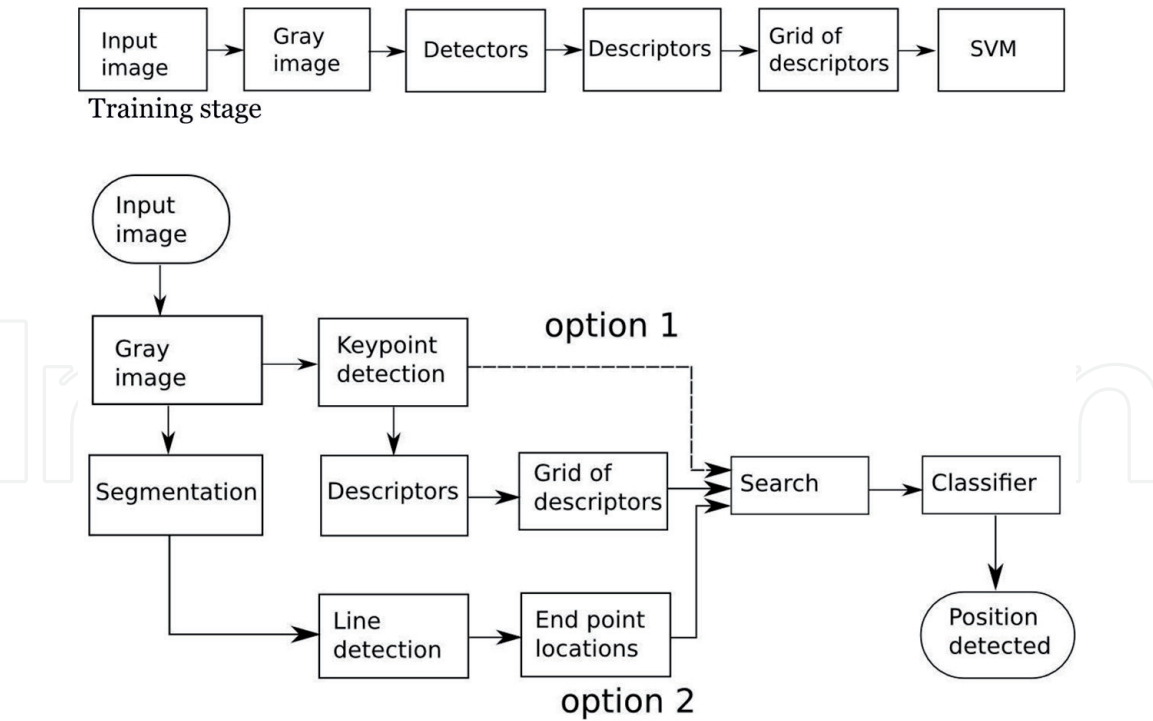 Input
image
Gray
image
Detectors
Descriptors
Grid of
descriptors
SVM
Training stage
Input
image
Gray
image
Keypoint
detection
option 1
Segmentation
Descriptors
Grid of
descriptors
Search
Classifier
Line
detection
End point
locations
Position
detected
option 2